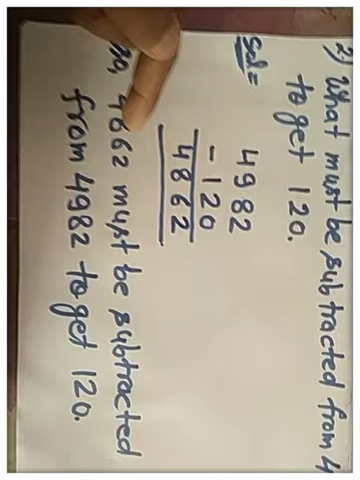 2) What must be subtracted from 4
to get 120.
Sol =
4982
- 120
4862
So, 4862 must be subtracted
from 4982 to get 120.